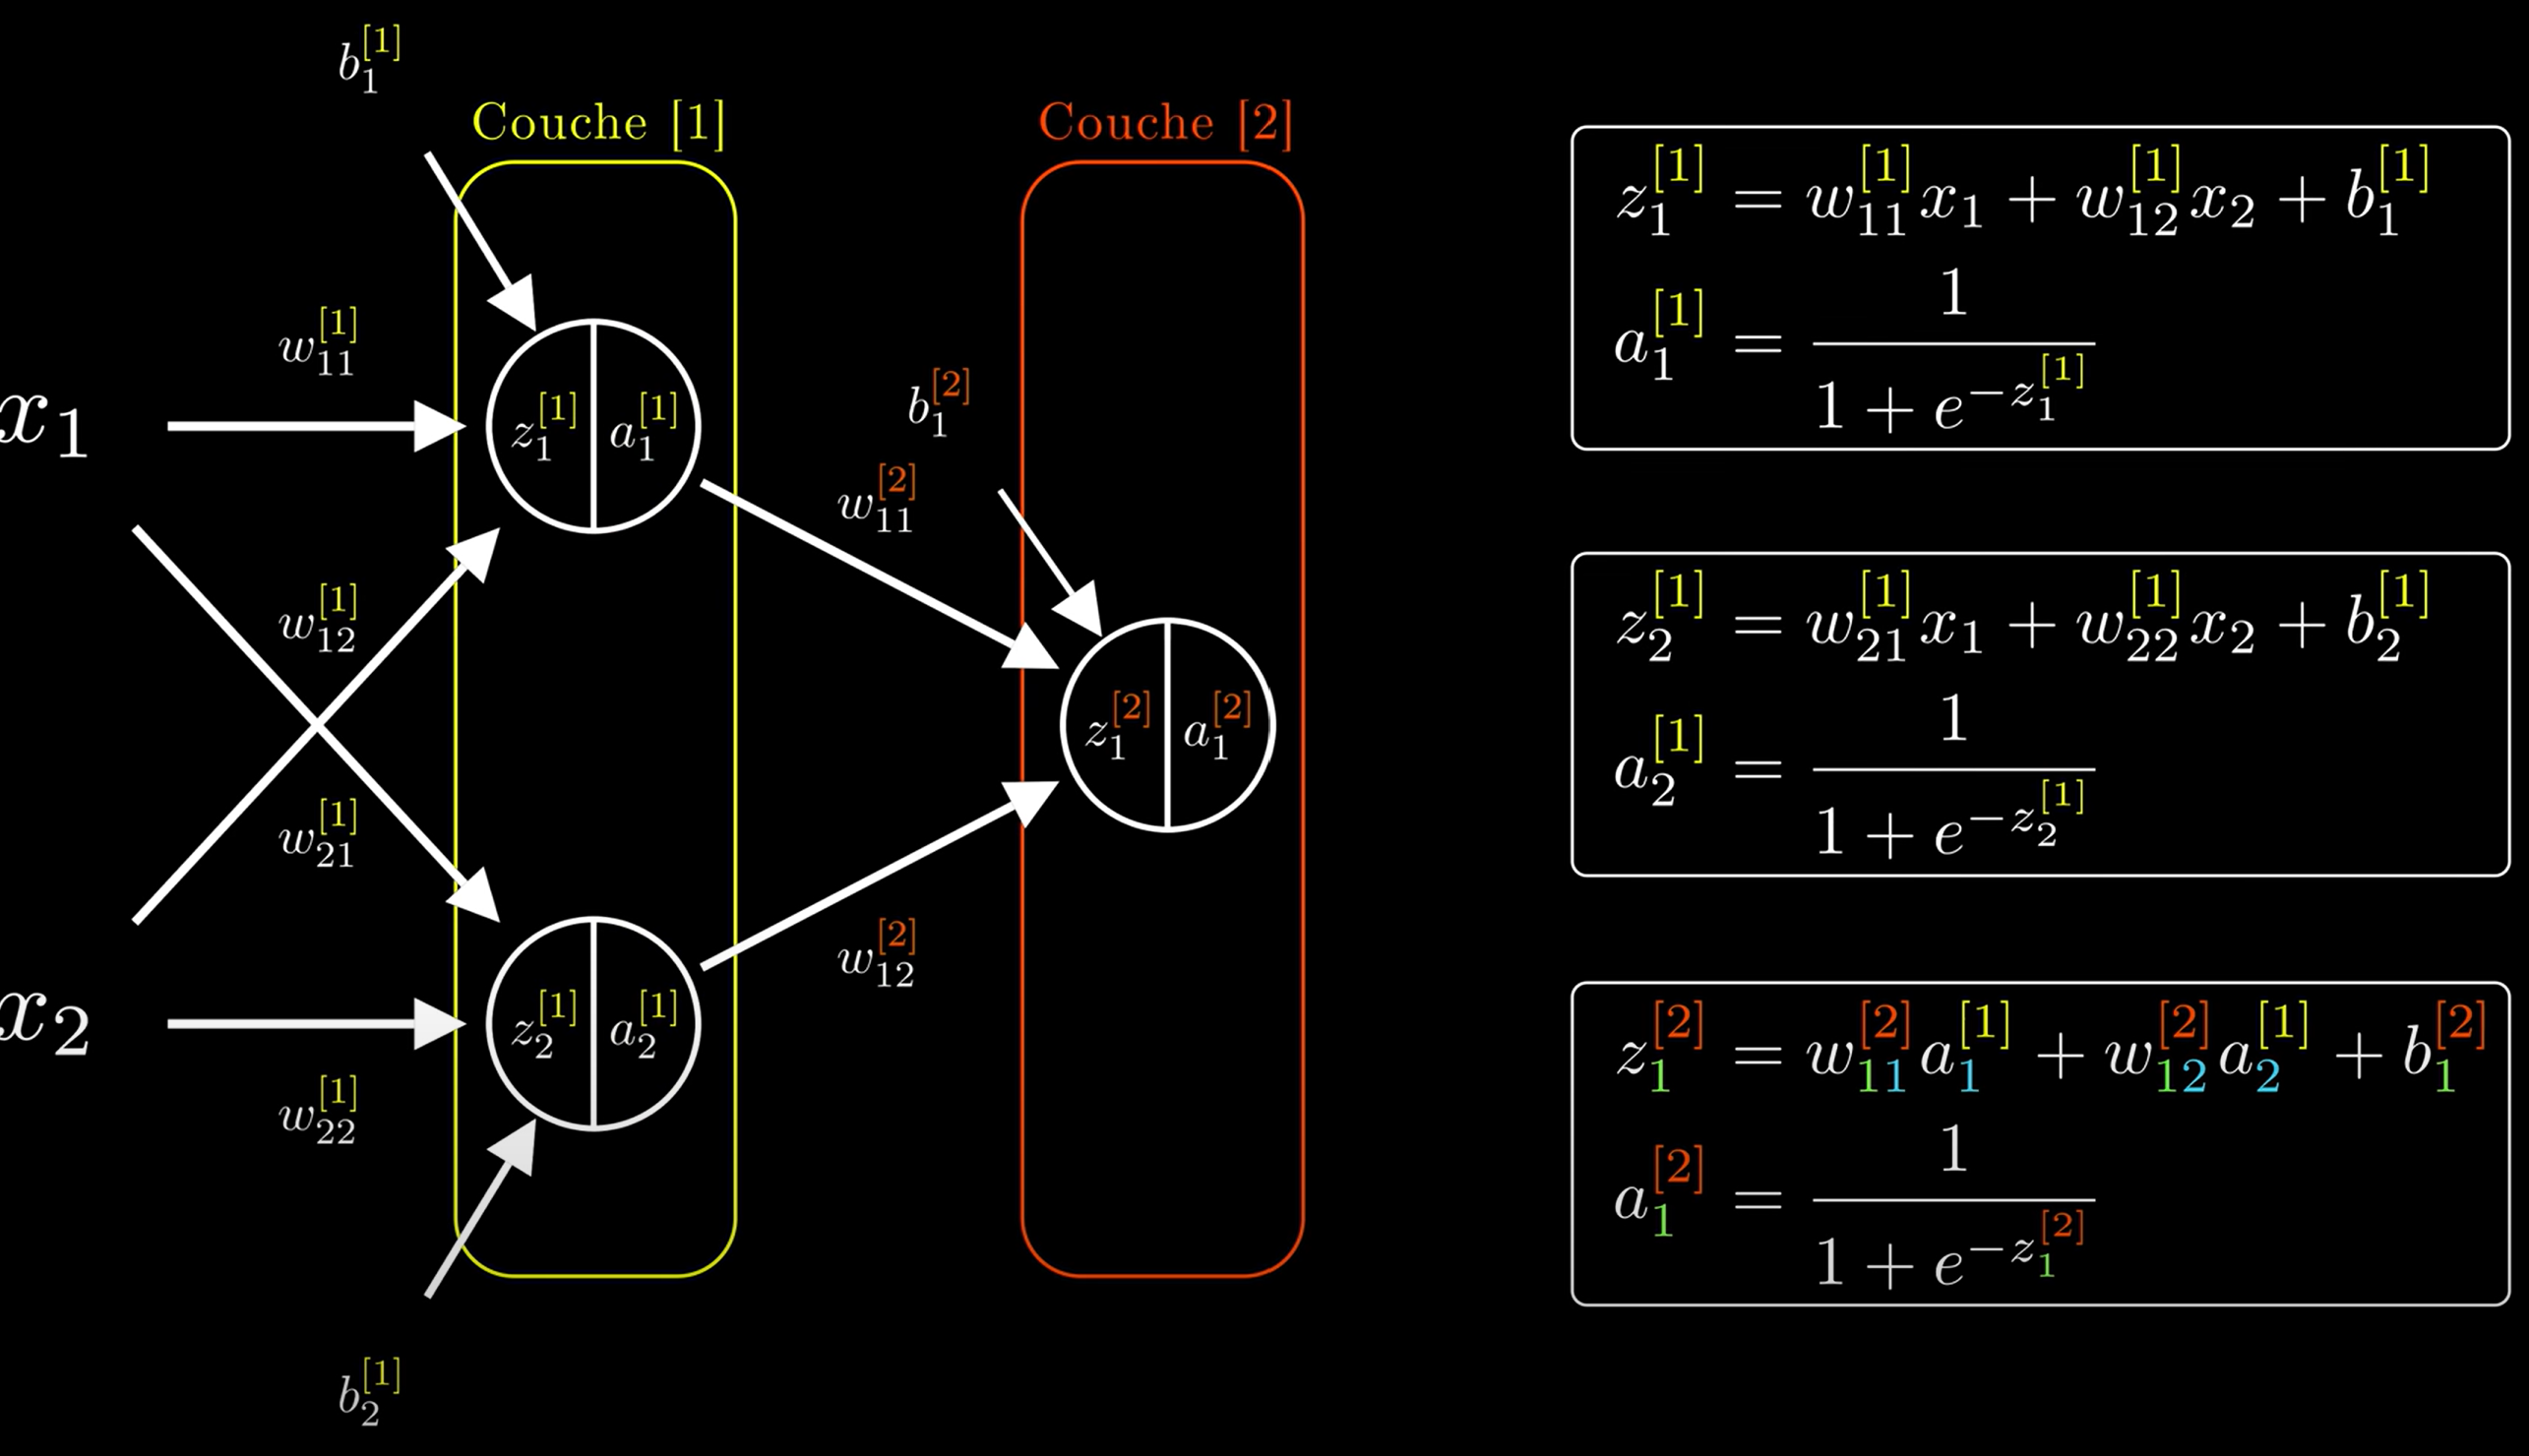 b_1^{[1]}
Couche [1]
Couche [2]
w_{11}^{[1]}
x_1
z_1^{[1]} a_1^{[1]}
b_1^{[2]}
w_{11}^{[2]}
w_{12}^{[1]}
z_1^{[2]} a_1^{[2]}
w_{21}^{[1]}
w_{12}^{[2]}
x_2
z_2^{[1]} a_2^{[1]}
w_{22}^{[1]}
b_2^{[1]}
z_1^{[1]} = w_{11}^{[1]} x_1 + w_{12}^{[1]} x_2 + b_1^{[1]}
a_1^{[1]} = \frac{1}{1 + e^{-z_1^{[1]}}}
z_2^{[1]} = w_{21}^{[1]} x_1 + w_{22}^{[1]} x_2 + b_2^{[1]}
a_2^{[1]} = \frac{1}{1 + e^{-z_2^{[1]}}}
z_1^{[2]} = w_{11}^{[2]} a_1^{[1]} + w_{12}^{[2]} a_2^{[1]} + b_1^{[2]}
a_1^{[2]} = \frac{1}{1 + e^{-z_1^{[2]}}}